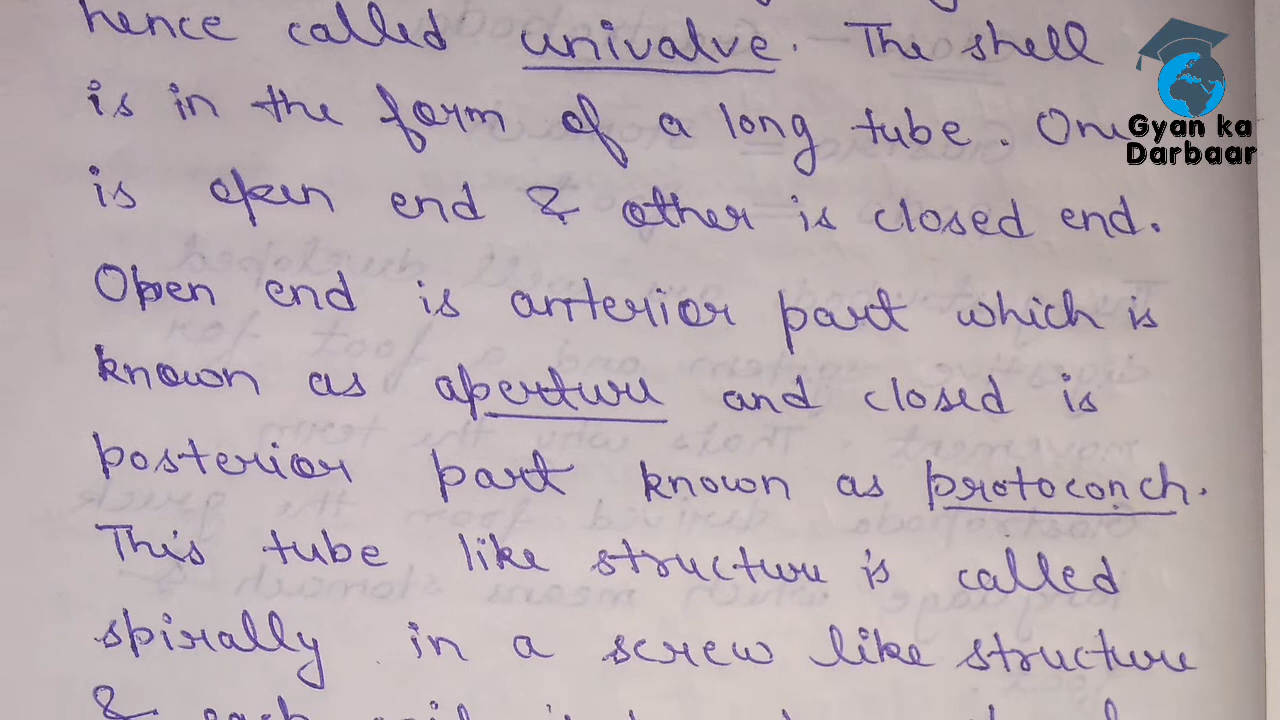 hence called univalve. The shell
is in the form of a long tube. One
is open end & other is closed end.
Open end is anterior part which is
known as aperture and closed is
posterior part known as protoconch.
This tube like structure is called
spirally in a screw like structure
& each
Gyan ka
Darbaar